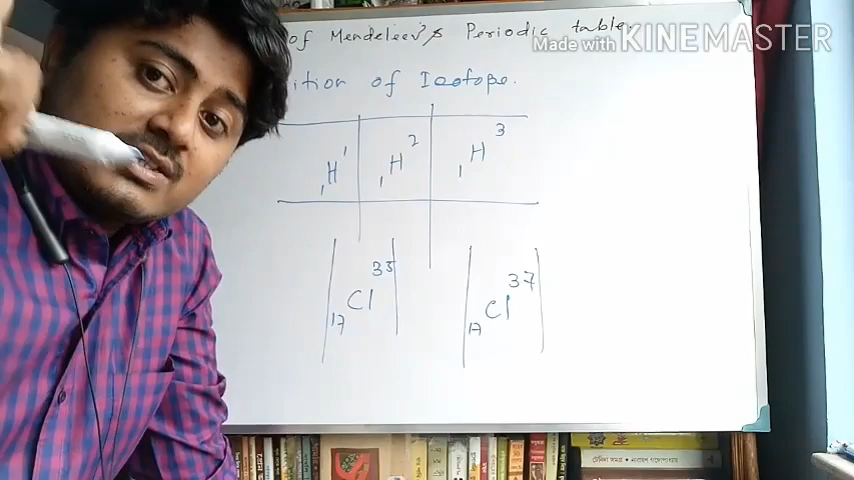 of Mendeleev's Periodic table.
Made with KINEMASTER
ition of Isotope.
₁H¹ ₁H² ₁H³
₁₇Cl³⁵ ₁₇Cl³⁷